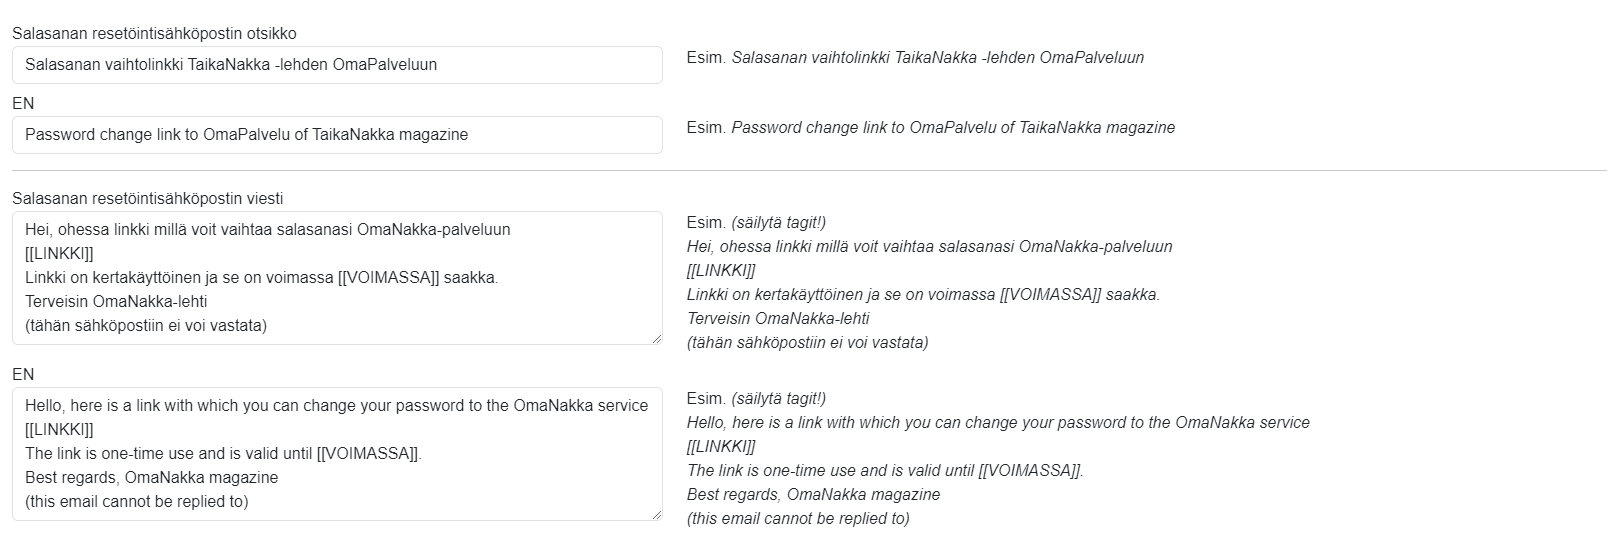 Salasanan resetöintisähköpostin otsikko
Salasanan vaihtolinkki TaikaNakka -lehden OmaPalveluun
Esim. Salasanan vaihtolinkki TaikaNakka -lehden OmaPalveluun
EN
Password change link to OmaPalvelu of TaikaNakka magazine
Esim. Password change link to OmaPalvelu of TaikaNakka magazine
Salasanan resetöintisähköpostin viesti
Hei, ohessa linkki millä voit vaihtaa salasanasi OmaNakka-palveluun
[[LINKKI]]
Linkki on kertakäyttöinen ja se on voimassa [[VOIMASSA]] saakka.
Terveisin OmaNakka-lehti
(tähän sähköpostiin ei voi vastata)
Esim. (säilytä tagit!)
Hei, ohessa linkki millä voit vaihtaa salasanasi OmaNakka-palveluun
[[LINKKI]]
Linkki on kertakäyttöinen ja se on voimassa [[VOIMASSA]] saakka.
Terveisin OmaNakka-lehti
(tähän sähköpostiin ei voi vastata)
EN
Hello, here is a link with which you can change your password to the OmaNakka service
[[LINKKI]]
The link is one-time use and is valid until [[VOIMASSA]].
Best regards, OmaNakka magazine
(this email cannot be replied to)
Esim. (säilytä tagit!)
Hello, here is a link with which you can change your password to the OmaNakka service
[[LINKKI]]
The link is one-time use and is valid until [[VOIMASSA]].
Best regards, OmaNakka magazine
(this email cannot be replied to)